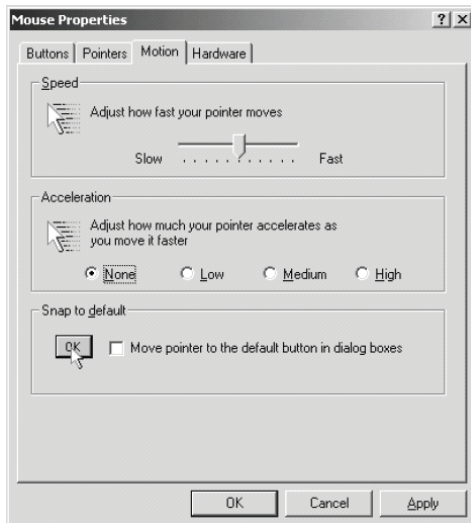 Mouse Properties
Buttons Pointers Motion Hardware
Speed
Adjust how fast your pointer moves
Slow Fast
Acceleration
Adjust how much your pointer accelerates as
you move it faster
None Low Medium High
Snap to default
OK Move pointer to the default button in dialog boxes
OK Cancel Apply